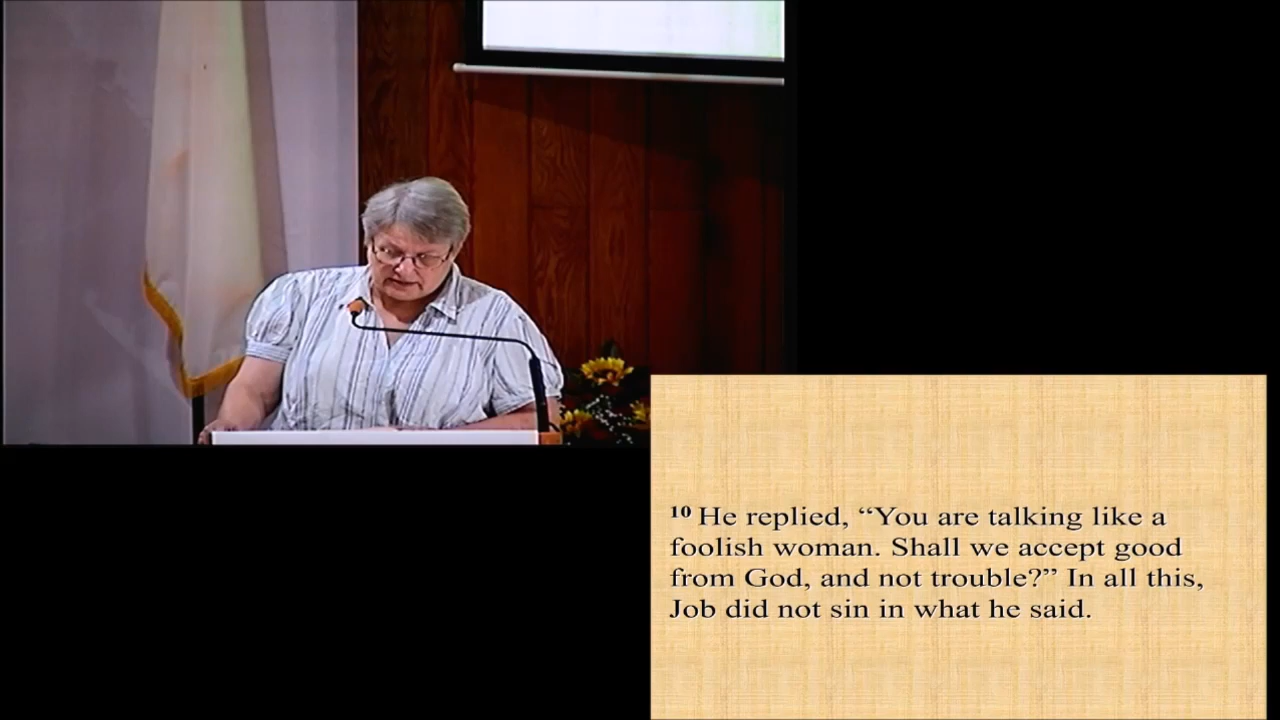 10 He replied, “You are talking like a
foolish woman. Shall we accept good
from God, and not trouble?” In all this,
Job did not sin in what he said.